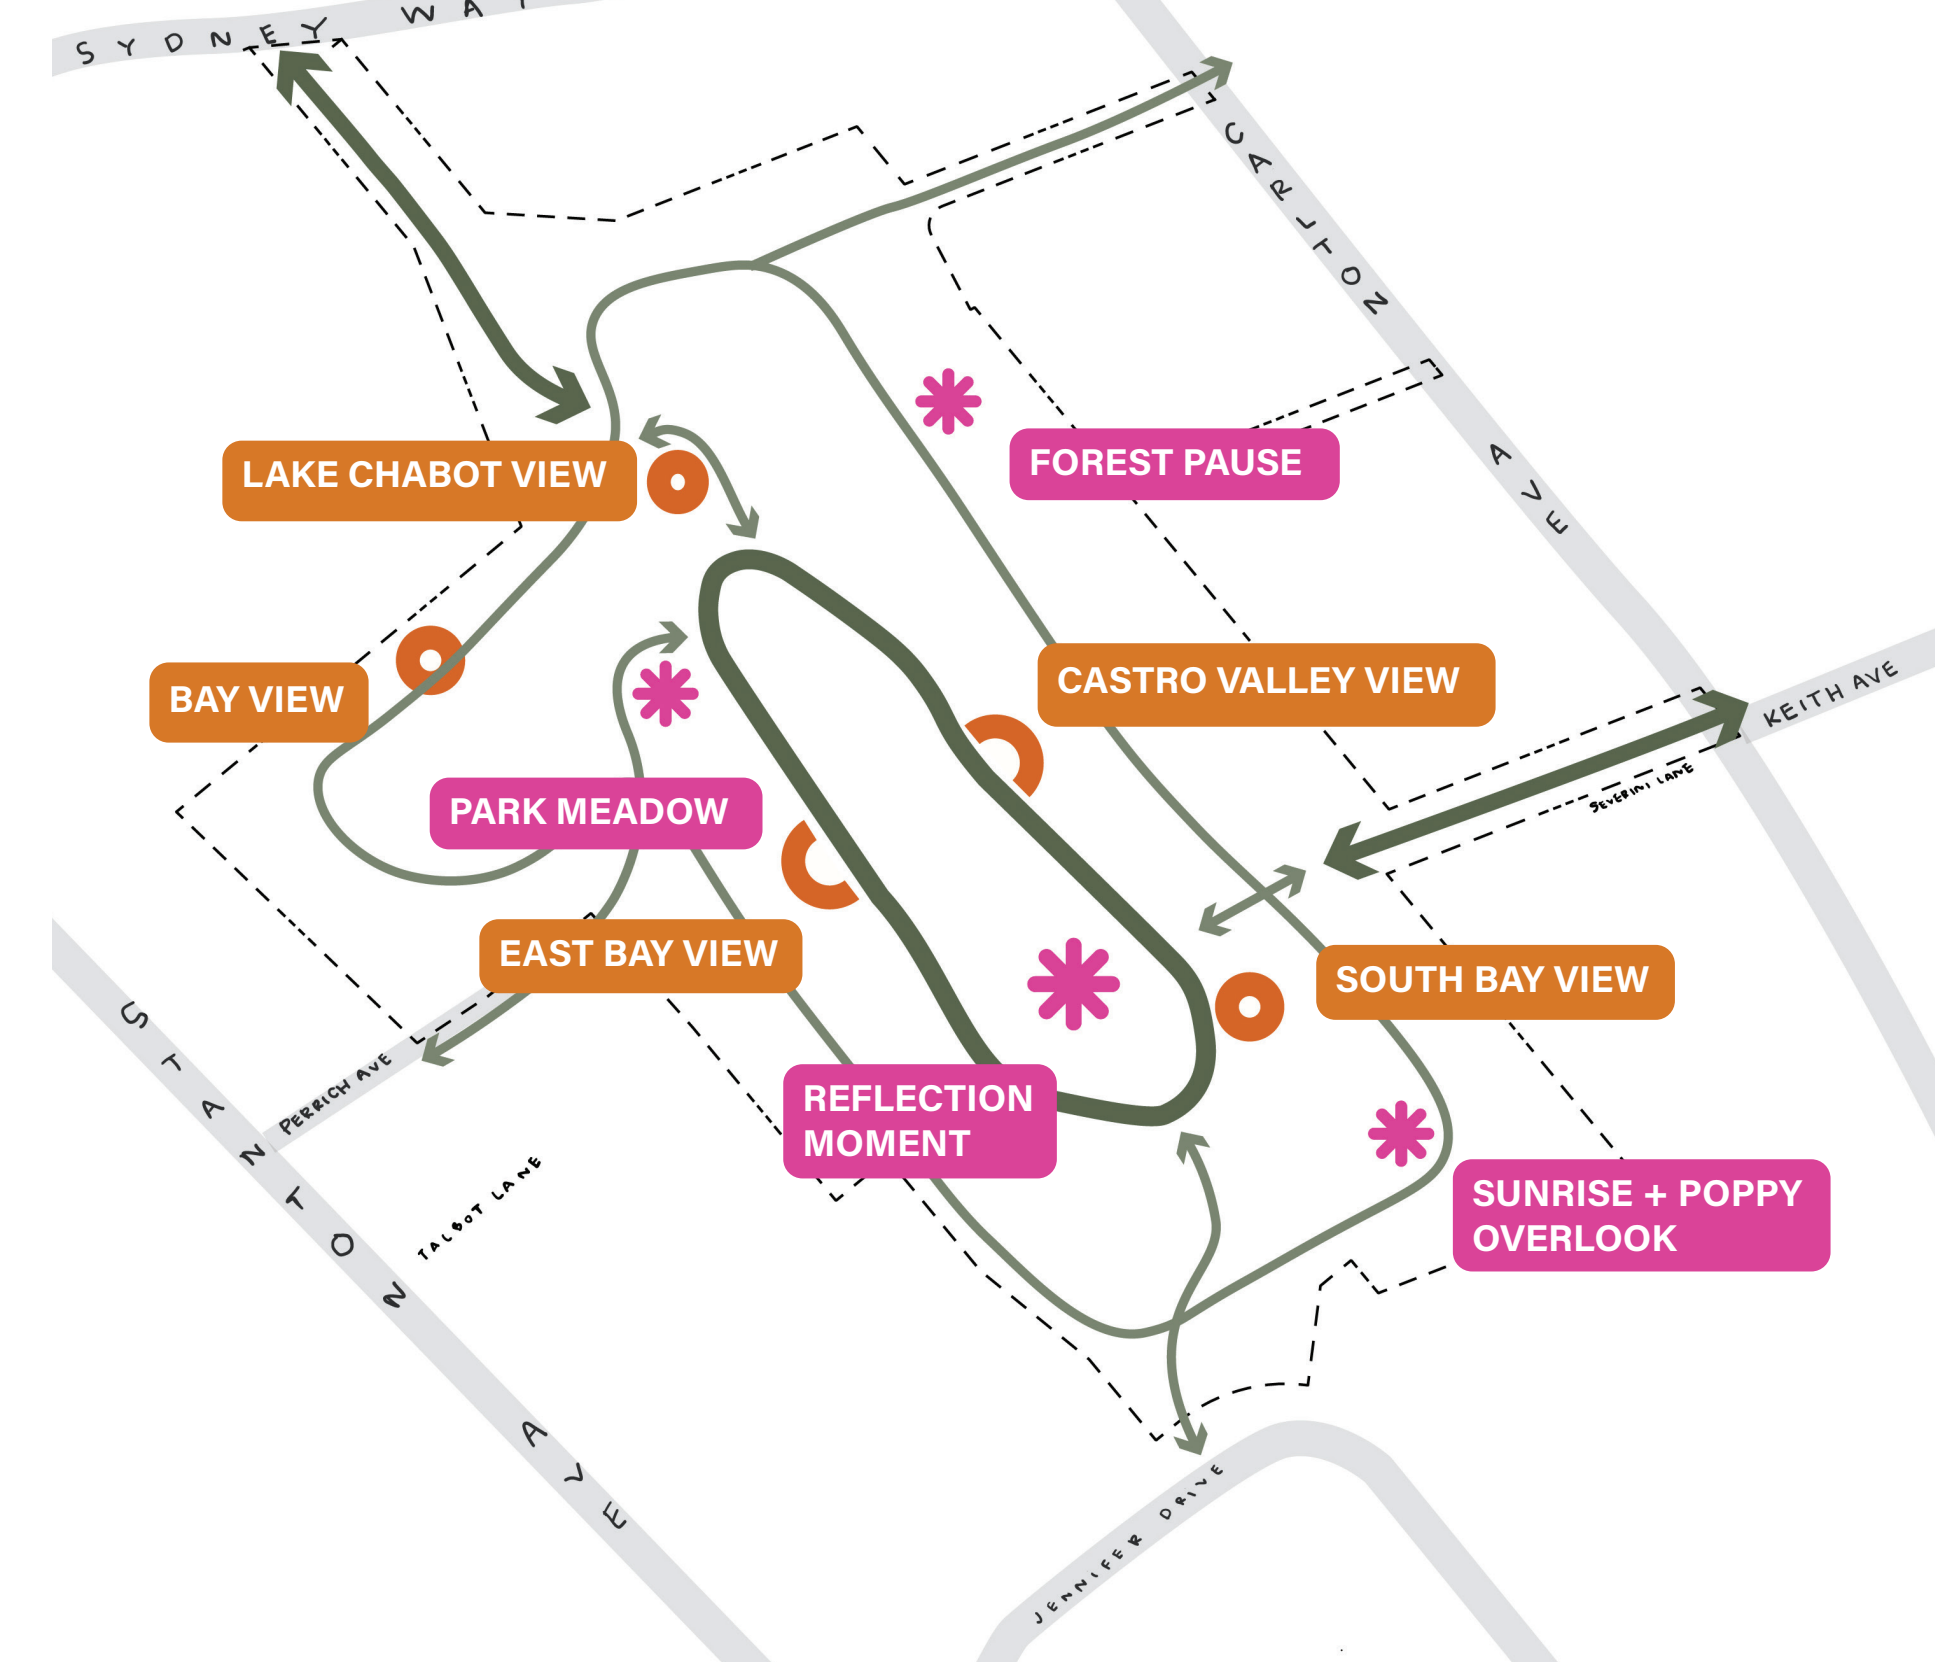 SYDNEY WAY
CARLTON AVE
LAKE CHABOT VIEW
FOREST PAUSE
BAY VIEW
CASTRO VALLEY VIEW
KEITH AVE
SEVERINI LANE
PARK MEADOW
EAST BAY VIEW
SOUTH BAY VIEW
STANTON AVE
PERRICH AVE
TALBOT LANE
REFLECTION
MOMENT
SUNRISE + POPPY
OVERLOOK
JENNIFER DRIVE